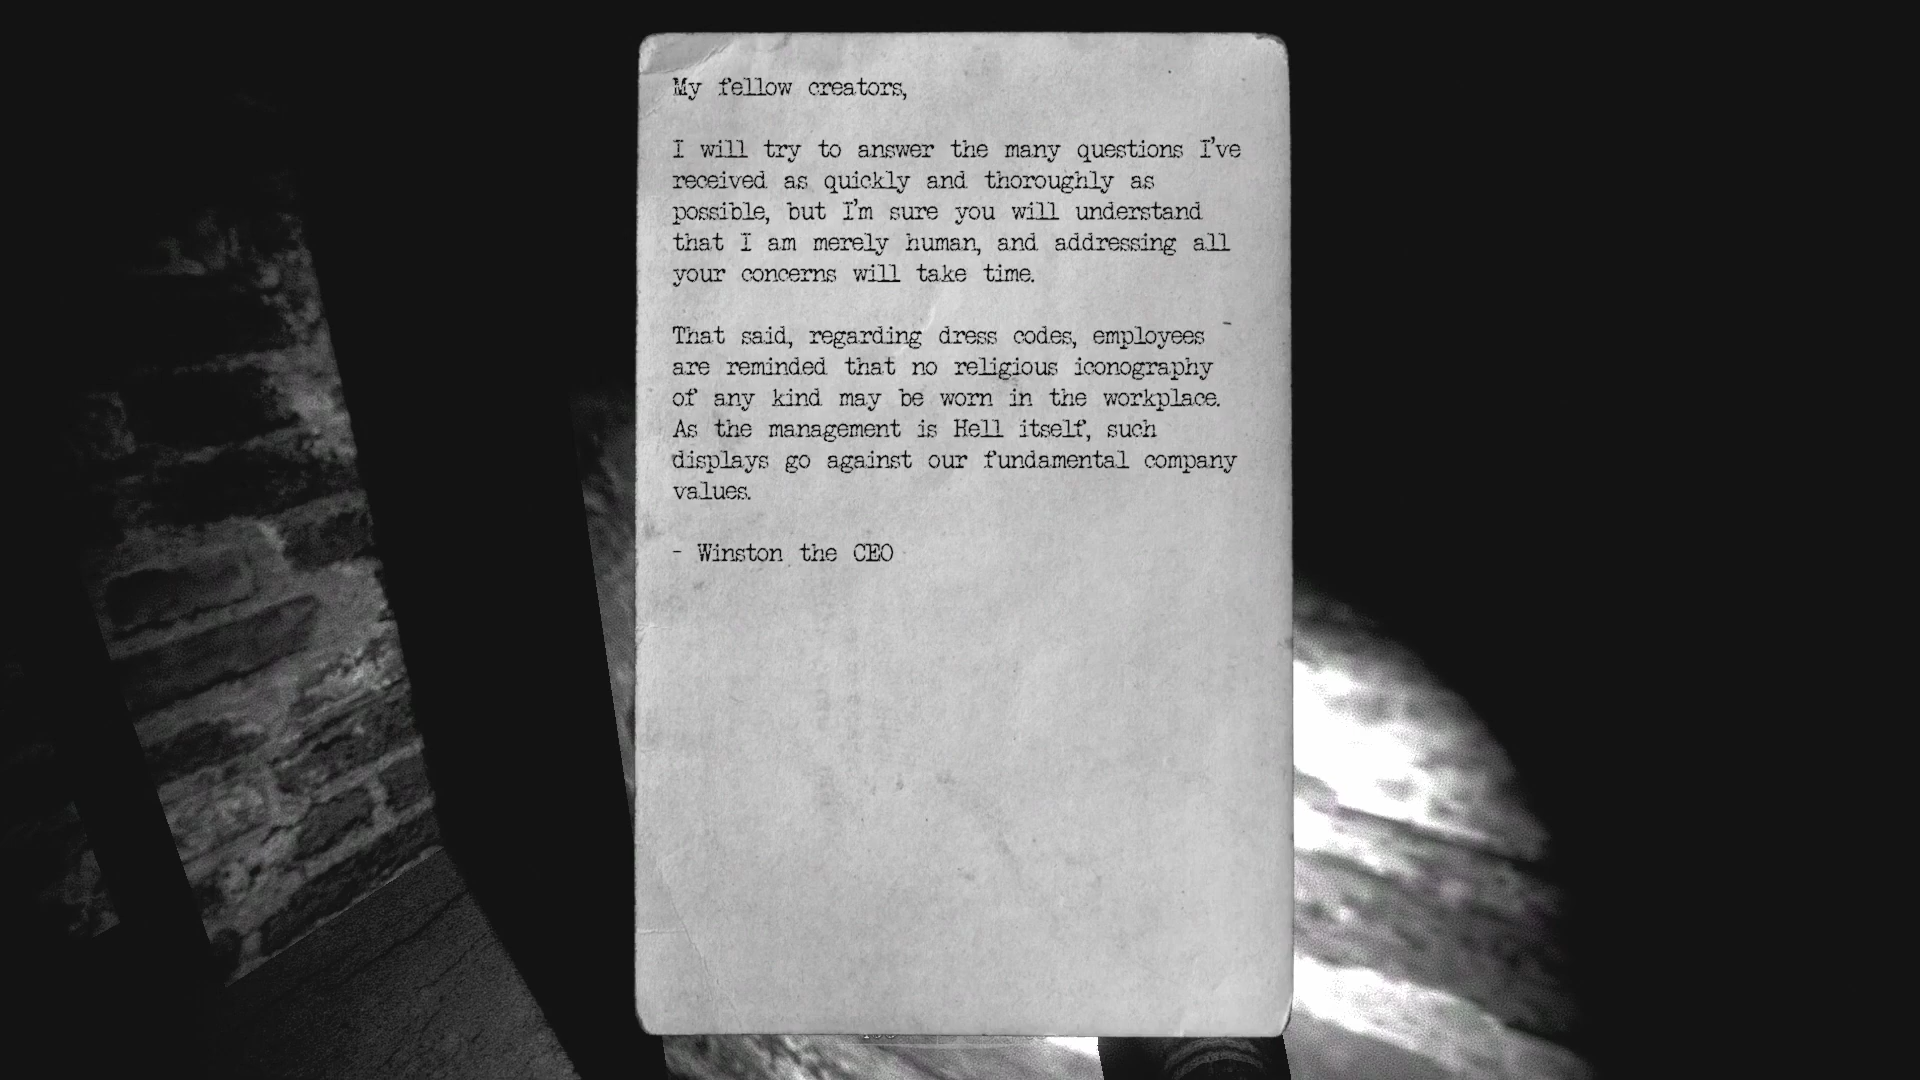 My fellow creators,
I will try to answer the many questions I've
received as quickly and thoroughly as
possible, but I'm sure you will understand
that I am merely human, and addressing all
your concerns will take time.
That said, regarding dress codes, employees
are reminded that no religious iconography
of any kind may be worn in the workplace.
As the management is Hell itself, such
displays go against our fundamental company
values.
- Winston the CEO